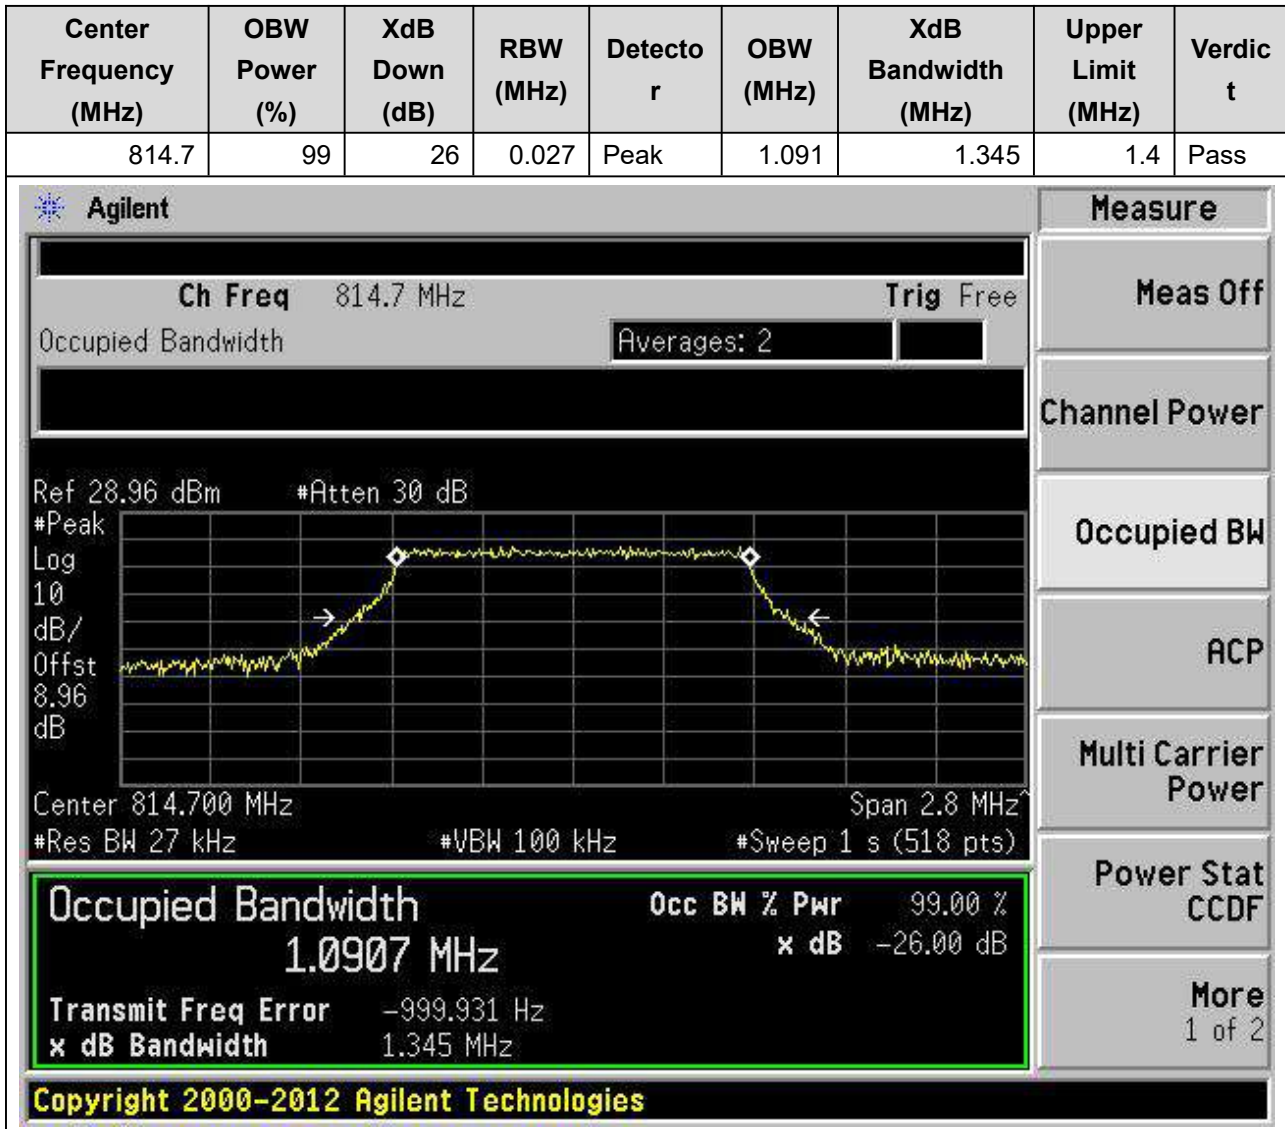 Center Frequency (MHz) OBW Power (%) XdB Down (dB) RBW (MHz) Detecto r OBW (MHz) XdB Bandwidth (MHz) Upper Limit (MHz) Verdic t
814.7 99 26 0.027 Peak 1.091 1.345 1.4 Pass
Agilent
Measure
Ch Freq 814.7 MHz Trig Free
Meas Off
Occupied Bandwidth Averages: 2
Channel Power
Ref 28.96 dBm #Atten 30 dB
#Peak
Log
10
dB/
Offst
8.96
dB
Occupied BW
ACP
Multi Carrier
Power
Center 814.700 MHz Span 2.8 MHz^
#Res BW 27 kHz #VBW 100 kHz #Sweep 1 s (518 pts)
Power Stat
CCDF
Occupied Bandwidth Occ BW % Pwr 99.00 %
1.0907 MHz x dB -26.00 dB
Transmit Freq Error -999.931 Hz
x dB Bandwidth 1.345 MHz
More
1 of 2
Copyright 2000-2012 Agilent Technologies